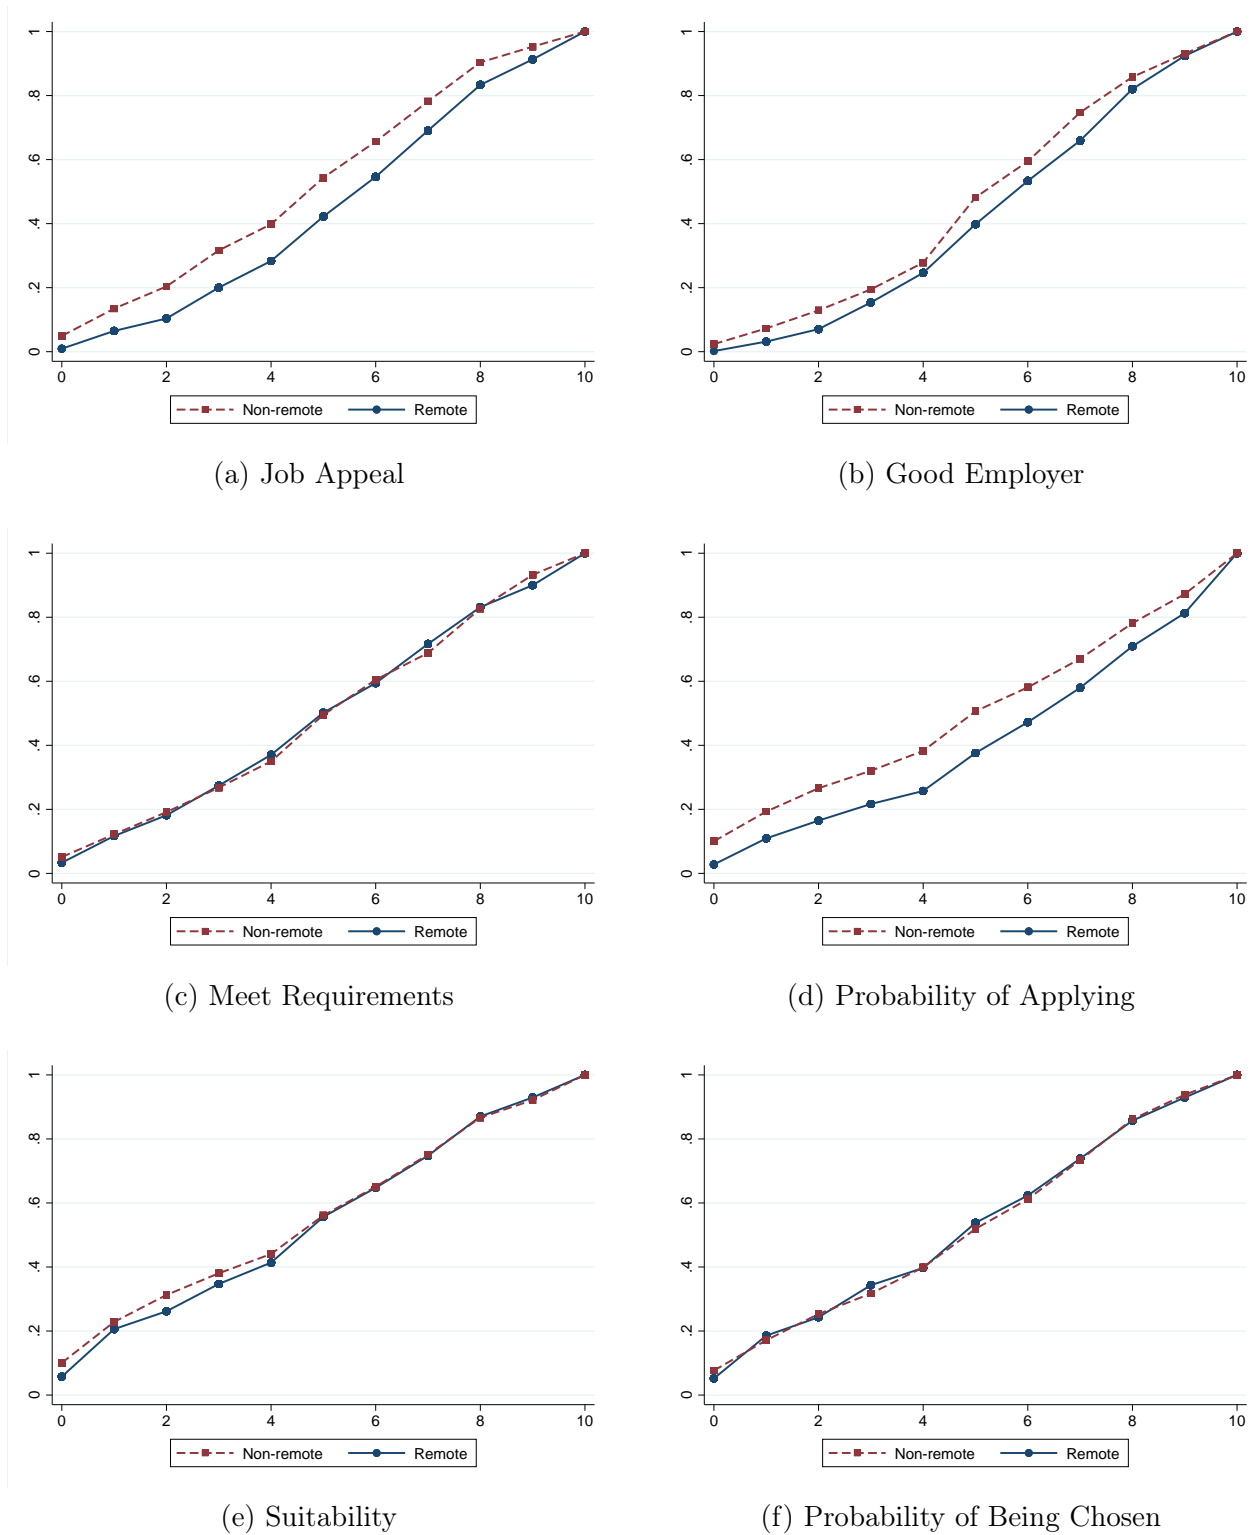 1
.8
.6
.4
.2
0
0 2 4 6 8 10
Non-remote Remote
(a) Job Appeal
1
.8
.6
.4
.2
0
0 2 4 6 8 10
Non-remote Remote
(b) Good Employer
1
.8
.6
.4
.2
0
0 2 4 6 8 10
Non-remote Remote
(c) Meet Requirements
1
.8
.6
.4
.2
0
0 2 4 6 8 10
Non-remote Remote
(d) Probability of Applying
1
.8
.6
.4
.2
0
0 2 4 6 8 10
Non-remote Remote
(e) Suitability
1
.8
.6
.4
.2
0
0 2 4 6 8 10
Non-remote Remote
(f) Probability of Being Chosen